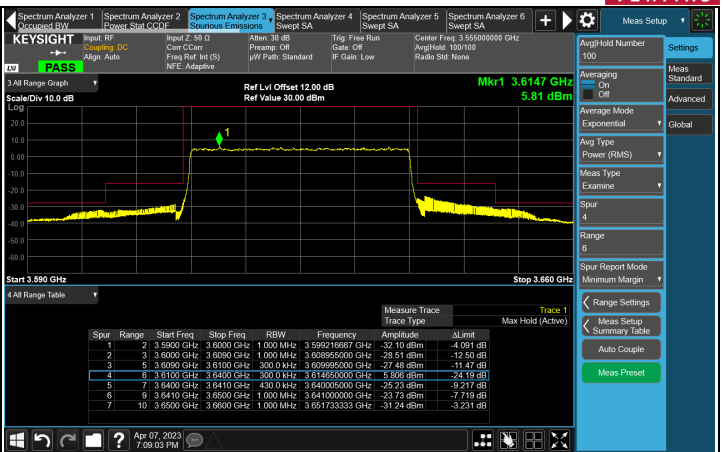 Spectrum Analyzer 1
Occupied BW
Spectrum Analyzer 2
Power Stat CCDF
Spectrum Analyzer 3
Spurious Emissions
Spectrum Analyzer 4
Swept SA
Spectrum Analyzer 5
Swept SA
Spectrum Analyzer 6
Swept SA
Meas Setup
KEYSIGHT
Input: RF
Coupling: DC
Align: Auto
Input Z: 50 Ω
Corr CCorr
Freq Ref: Int (S)
NFE: Adaptive
Atten: 30 dB
Preamp: Off
µW Path: Standard
Trig: Free Run
Gate: Off
IF Gain: Low
Center Freq: 3.555000000 GHz
Avg|Hold: 100/100
Radio Std: None
LXI
PASS
3 All Range Graph
Ref Lvl Offset 12.00 dB
Mkr1 3.6147 GHz
Scale/Div 10.0 dB
Ref Value 30.00 dBm
5.81 dBm
Log
20.0
10.0
0.00
-10.0
-20.0
-30.0
-40.0
-50.0
-60.0
1
Start 3.590 GHz
Stop 3.660 GHz
4 All Range Table
Measure Trace Trace 1
Trace Type Max Hold (Active)
Spur Range Start Freq Stop Freq RBW Frequency Amplitude ΔLimit
1 2 3.5900 GHz 3.6000 GHz 1.000 MHz 3.599216667 GHz -32.10 dBm -4.091 dB
2 3 3.6000 GHz 3.6090 GHz 1.000 MHz 3.608955000 GHz -28.51 dBm -12.50 dB
3 5 3.6090 GHz 3.6100 GHz 300.0 kHz 3.609995000 GHz -27.48 dBm -11.47 dB
4 6 3.6100 GHz 3.6400 GHz 300.0 kHz 3.614650000 GHz 5.806 dBm -24.19 dB
5 7 3.6400 GHz 3.6410 GHz 430.0 kHz 3.640005000 GHz -25.23 dBm -9.217 dB
6 9 3.6410 GHz 3.6500 GHz 1.000 MHz 3.641000000 GHz -23.73 dBm -7.719 dB
7 10 3.6500 GHz 3.6600 GHz 1.000 MHz 3.651733333 GHz -31.24 dBm -3.231 dB
Avg|Hold Number
100
Averaging
On
Off
Average Mode
Exponential
Avg Type
Power (RMS)
Meas Type
Examine
Spur
4
Range
6
Spur Report Mode
Minimum Margin
Range Settings
Meas Setup
Summary Table
Auto Couple
Meas Preset
Settings
Meas
Standard
Advanced
Global
?
Apr 07, 2023
7:09:03 PM